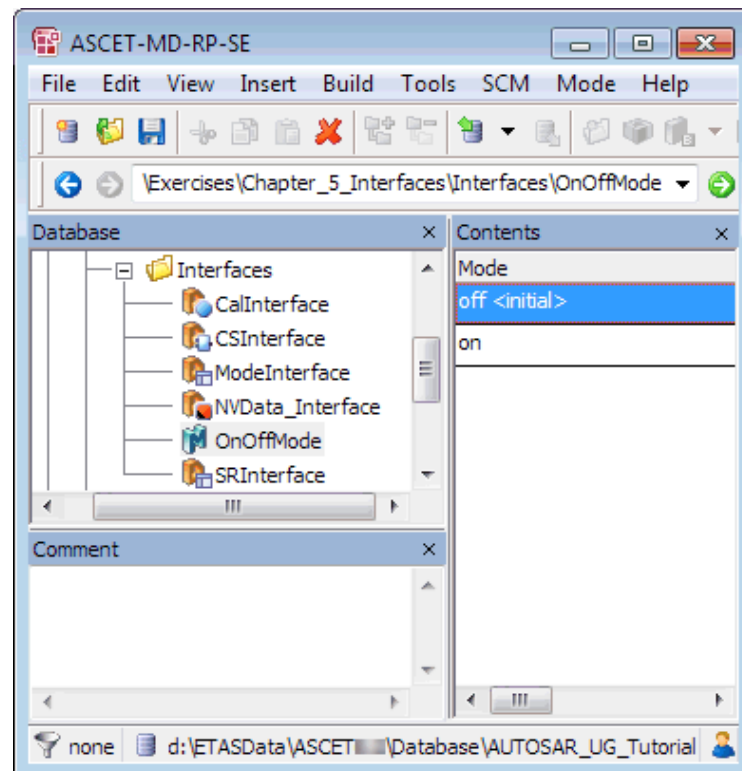 ASCET-MD-RP-SE
File Edit View Insert Build Tools SCM Mode Help
\Exercises\Chapter_5_Interfaces\Interfaces\OnOffMode
Database
Interfaces
CalInterface
CSInterface
ModeInterface
NVData_Interface
OnOffMode
SRInterface
Contents
Mode
off <initial>
on
Comment
none d:\ETASData\ASCET \Database\AUTOSAR_UG_Tutorial